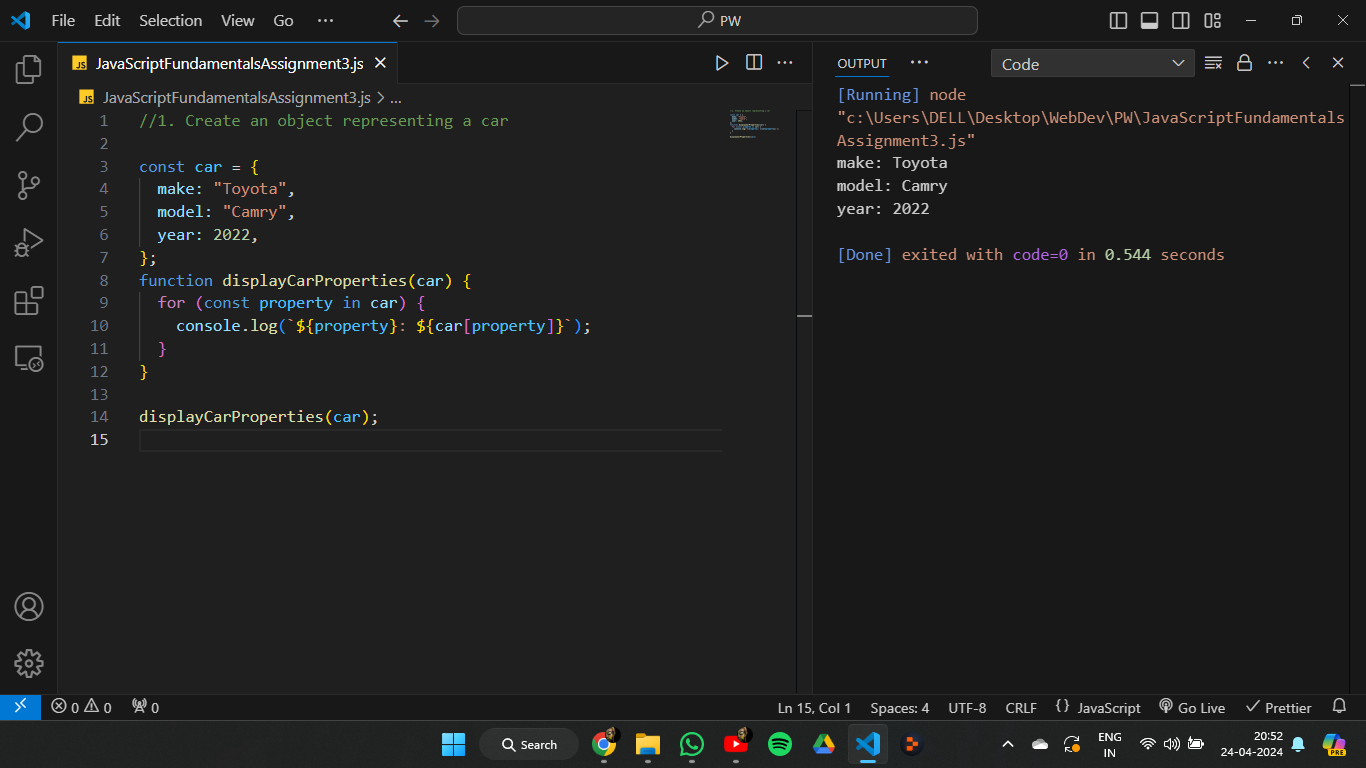 File Edit Selection View Go ··· PW
JS JavaScriptFundamentalsAssignment3.js
JS JavaScriptFundamentalsAssignment3.js > ...
1 //1. Create an object representing a car
2
3 const car = {
4 make: "Toyota",
5 model: "Camry",
6 year: 2022,
7 };
8 function displayCarProperties(car) {
9 for (const property in car) {
10 console.log(`${property}: ${car[property]}`);
11 }
12 }
13
14 displayCarProperties(car);
15
OUTPUT ··· Code
[Running] node
"c:\Users\DELL\Desktop\WebDev\PW\JavaScriptFundamentals
Assignment3.js"
make: Toyota
model: Camry
year: 2022
[Done] exited with code=0 in 0.544 seconds
0 0 0 Ln 15, Col 1 Spaces: 4 UTF-8 CRLF {} JavaScript Go Live Prettier
Search
ENG
IN
20:52
24-04-2024
PRE